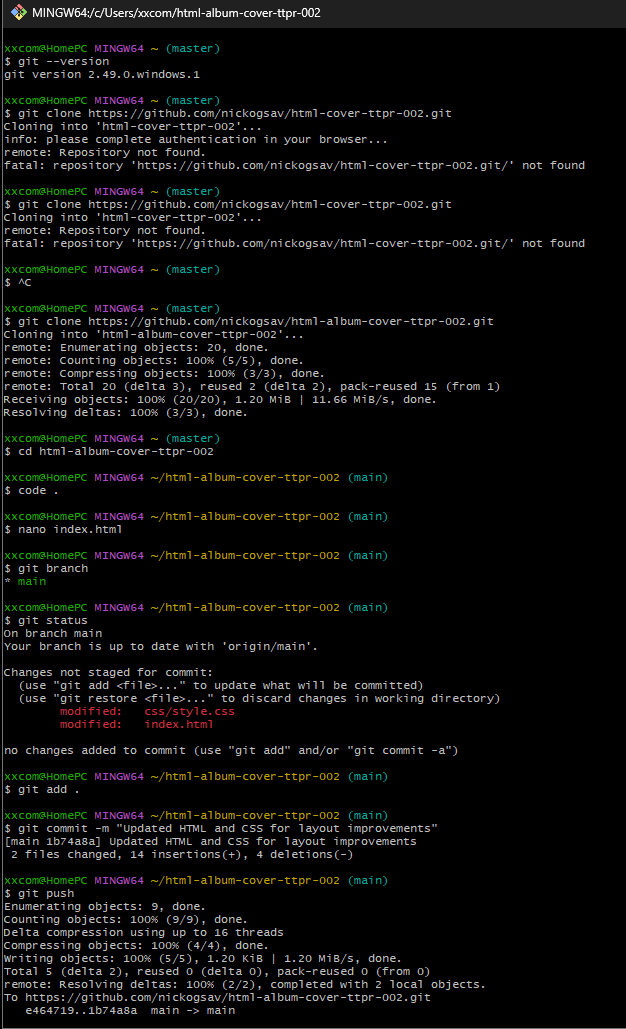 MINGW64:/c/Users/xxcom/html-album-cover-ttpr-002
xxcom@HomePC MINGW64 ~ (master)
$ git --version
git version 2.49.0.windows.1
xxcom@HomePC MINGW64 ~ (master)
$ git clone https://github.com/nickogsav/html-cover-ttpr-002.git
Cloning into 'html-cover-ttpr-002'...
info: please complete authentication in your browser...
remote: Repository not found.
fatal: repository 'https://github.com/nickogsav/html-cover-ttpr-002.git/' not found
xxcom@HomePC MINGW64 ~ (master)
$ git clone https://github.com/nickogsav/html-cover-ttpr-002.git
Cloning into 'html-cover-ttpr-002'...
remote: Repository not found.
fatal: repository 'https://github.com/nickogsav/html-cover-ttpr-002.git/' not found
xxcom@HomePC MINGW64 ~ (master)
$ ^C
xxcom@HomePC MINGW64 ~ (master)
$ git clone https://github.com/nickogsav/html-album-cover-ttpr-002.git
Cloning into 'html-album-cover-ttpr-002'...
remote: Enumerating objects: 20, done.
remote: Counting objects: 100% (5/5), done.
remote: Compressing objects: 100% (3/3), done.
remote: Total 20 (delta 3), reused 2 (delta 2), pack-reused 15 (from 1)
Receiving objects: 100% (20/20), 1.20 MiB | 11.66 MiB/s, done.
Resolving deltas: 100% (3/3), done.
xxcom@HomePC MINGW64 ~ (master)
$ cd html-album-cover-ttpr-002
xxcom@HomePC MINGW64 ~/html-album-cover-ttpr-002 (main)
$ code .
xxcom@HomePC MINGW64 ~/html-album-cover-ttpr-002 (main)
$ nano index.html
xxcom@HomePC MINGW64 ~/html-album-cover-ttpr-002 (main)
$ git branch
* main
xxcom@HomePC MINGW64 ~/html-album-cover-ttpr-002 (main)
$ git status
On branch main
Your branch is up to date with 'origin/main'.
Changes not staged for commit:
(use "git add <file>..." to update what will be committed)
(use "git restore <file>..." to discard changes in working directory)
modified: css/style.css
modified: index.html
no changes added to commit (use "git add" and/or "git commit -a")
xxcom@HomePC MINGW64 ~/html-album-cover-ttpr-002 (main)
$ git add .
xxcom@HomePC MINGW64 ~/html-album-cover-ttpr-002 (main)
$ git commit -m "Updated HTML and CSS for layout improvements"
[main 1b74a8a] Updated HTML and CSS for layout improvements
2 files changed, 14 insertions(+), 4 deletions(-)
xxcom@HomePC MINGW64 ~/html-album-cover-ttpr-002 (main)
$ git push
Enumerating objects: 9, done.
Counting objects: 100% (9/9), done.
Delta compression using up to 16 threads
Compressing objects: 100% (4/4), done.
Writing objects: 100% (5/5), 1.20 KiB | 1.20 MiB/s, done.
Total 5 (delta 2), reused 0 (delta 0), pack-reused 0 (from 0)
remote: Resolving deltas: 100% (2/2), completed with 2 local objects.
To https://github.com/nickogsav/html-album-cover-ttpr-002.git
e464719..1b74a8a main -> main